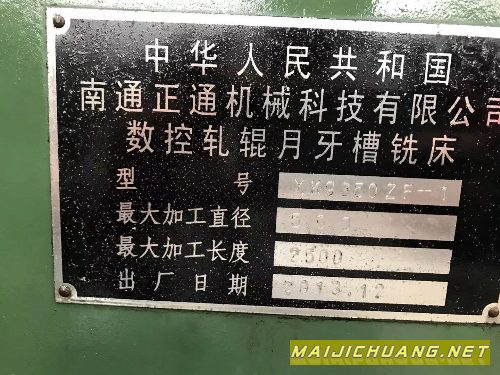 中华人民共和国
南通正通机械科技有限公司
数控轧辊月牙槽铣床
型号
最大加工直径
最大加工长度 2500
出厂日期 2013.12
MAIJICHUANG.NET